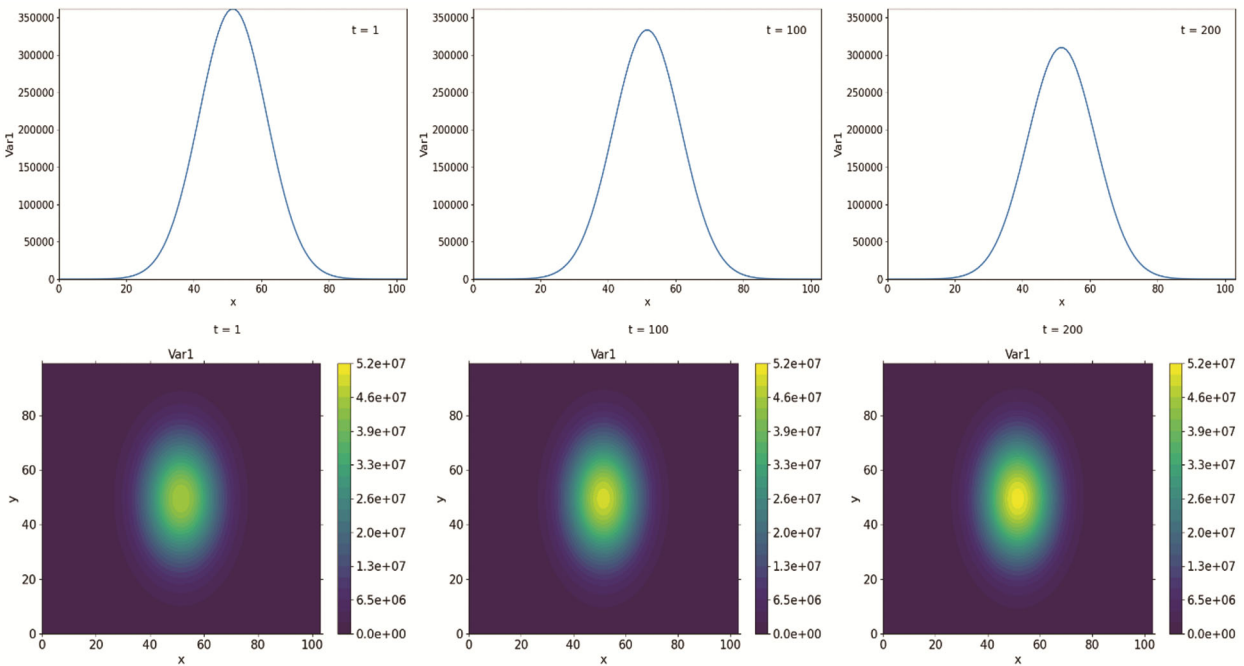 350000
300000
250000
200000
150000
100000
50000
0
Var1
t = 1
0 20 40 60 80 100
x
350000
300000
250000
200000
150000
100000
50000
0
Var1
t = 100
0 20 40 60 80 100
x
350000
300000
250000
200000
150000
100000
50000
0
Var1
t = 200
0 20 40 60 80 100
x
t = 1
Var1
80
60
40
20
0
y
0 20 40 60 80 100
x
5.2e+07
4.6e+07
3.9e+07
3.3e+07
2.6e+07
2.0e+07
1.3e+07
6.5e+06
0.0e+00
t = 100
Var1
80
60
40
20
0
y
0 20 40 60 80 100
x
5.2e+07
4.6e+07
3.9e+07
3.3e+07
2.6e+07
2.0e+07
1.3e+07
6.5e+06
0.0e+00
t = 200
Var1
80
60
40
20
0
y
0 20 40 60 80 100
x
5.2e+07
4.6e+07
3.9e+07
3.3e+07
2.6e+07
2.0e+07
1.3e+07
6.5e+06
0.0e+00